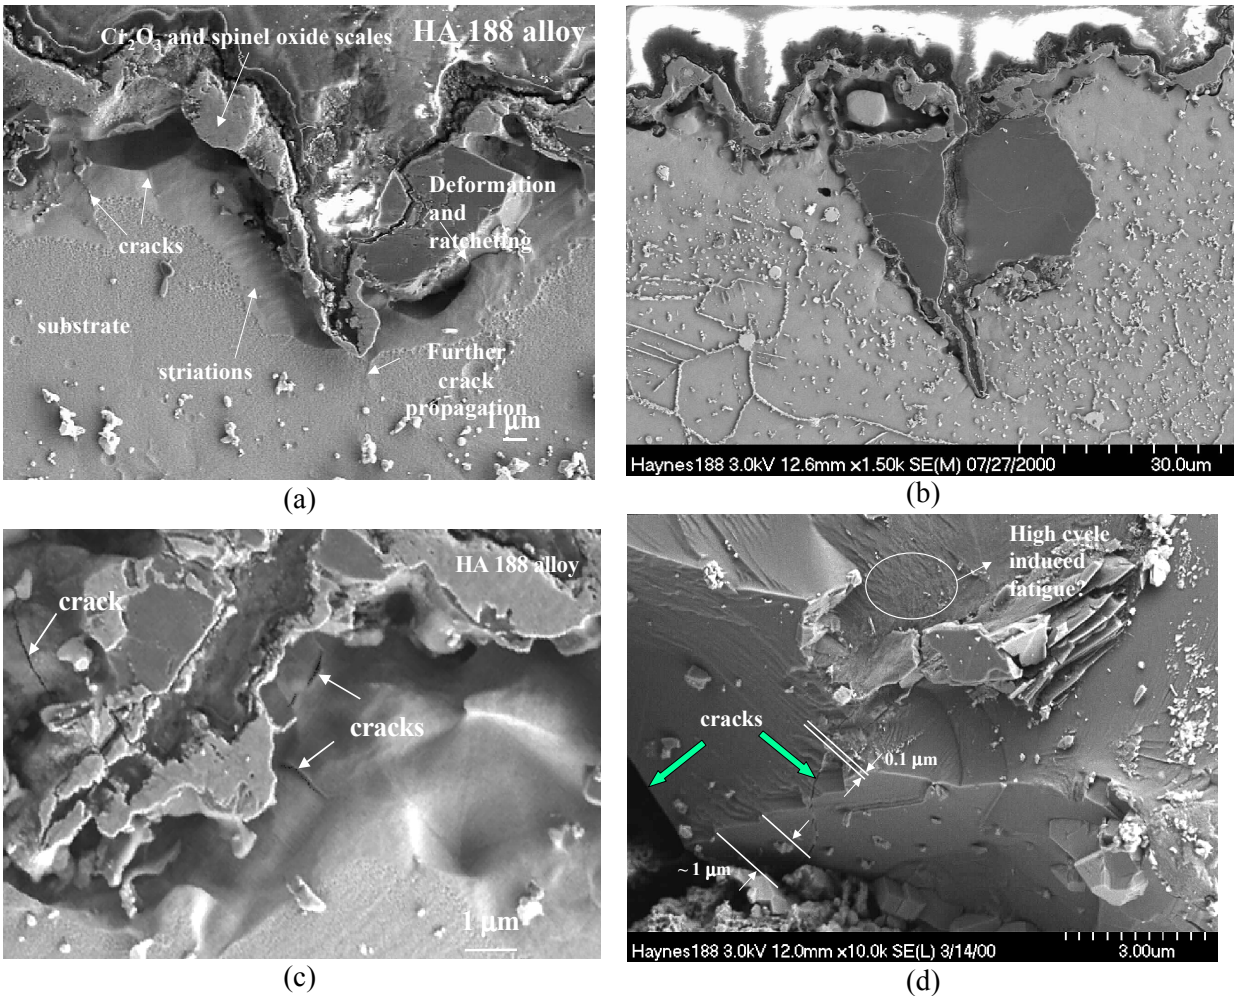 Cr₂O₃ and spinel oxide scales
HA 188 alloy
Deformation
and
ratcheting
cracks
substrate
striations
Further
crack
propagation
1 μm
(a)
Haynes188 3.0kV 12.6mm x1.50k SE(M) 07/27/2000
30.0um
(b)
HA 188 alloy
crack
cracks
1 μm
(c)
High cycle
induced
fatigue?
cracks
0.1 μm
~ 1 μm
Haynes188 3.0kV 12.0mm x10.0k SE(L) 3/14/00
3.00um
(d)